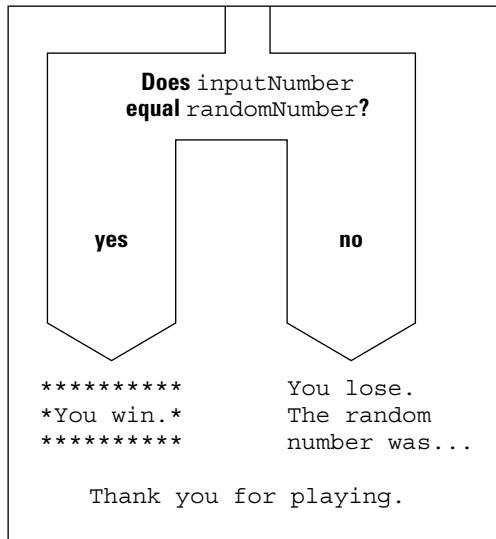 Does inputNumber
equal randomNumber?
yes
no
**********
*You win.*
**********
You lose.
The random
number was...
Thank you for playing.